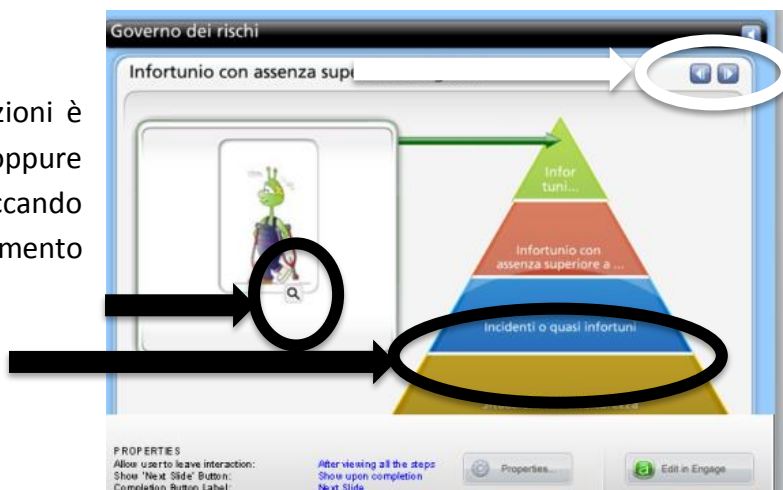 zioni è
oppure
ccando
mento
Governo dei rischi
Infortunio con assenza supe
Infor
tuni...
Infortunio con
assenza superiore a ...
Incidenti o quasi infortuni
PROPERTIES
Allow user to leave interaction: After viewing all the steps
Show 'Next Slide' Button: Show upon completion
Completion Button Label: Next Slide
Properties...
Edit in Engage